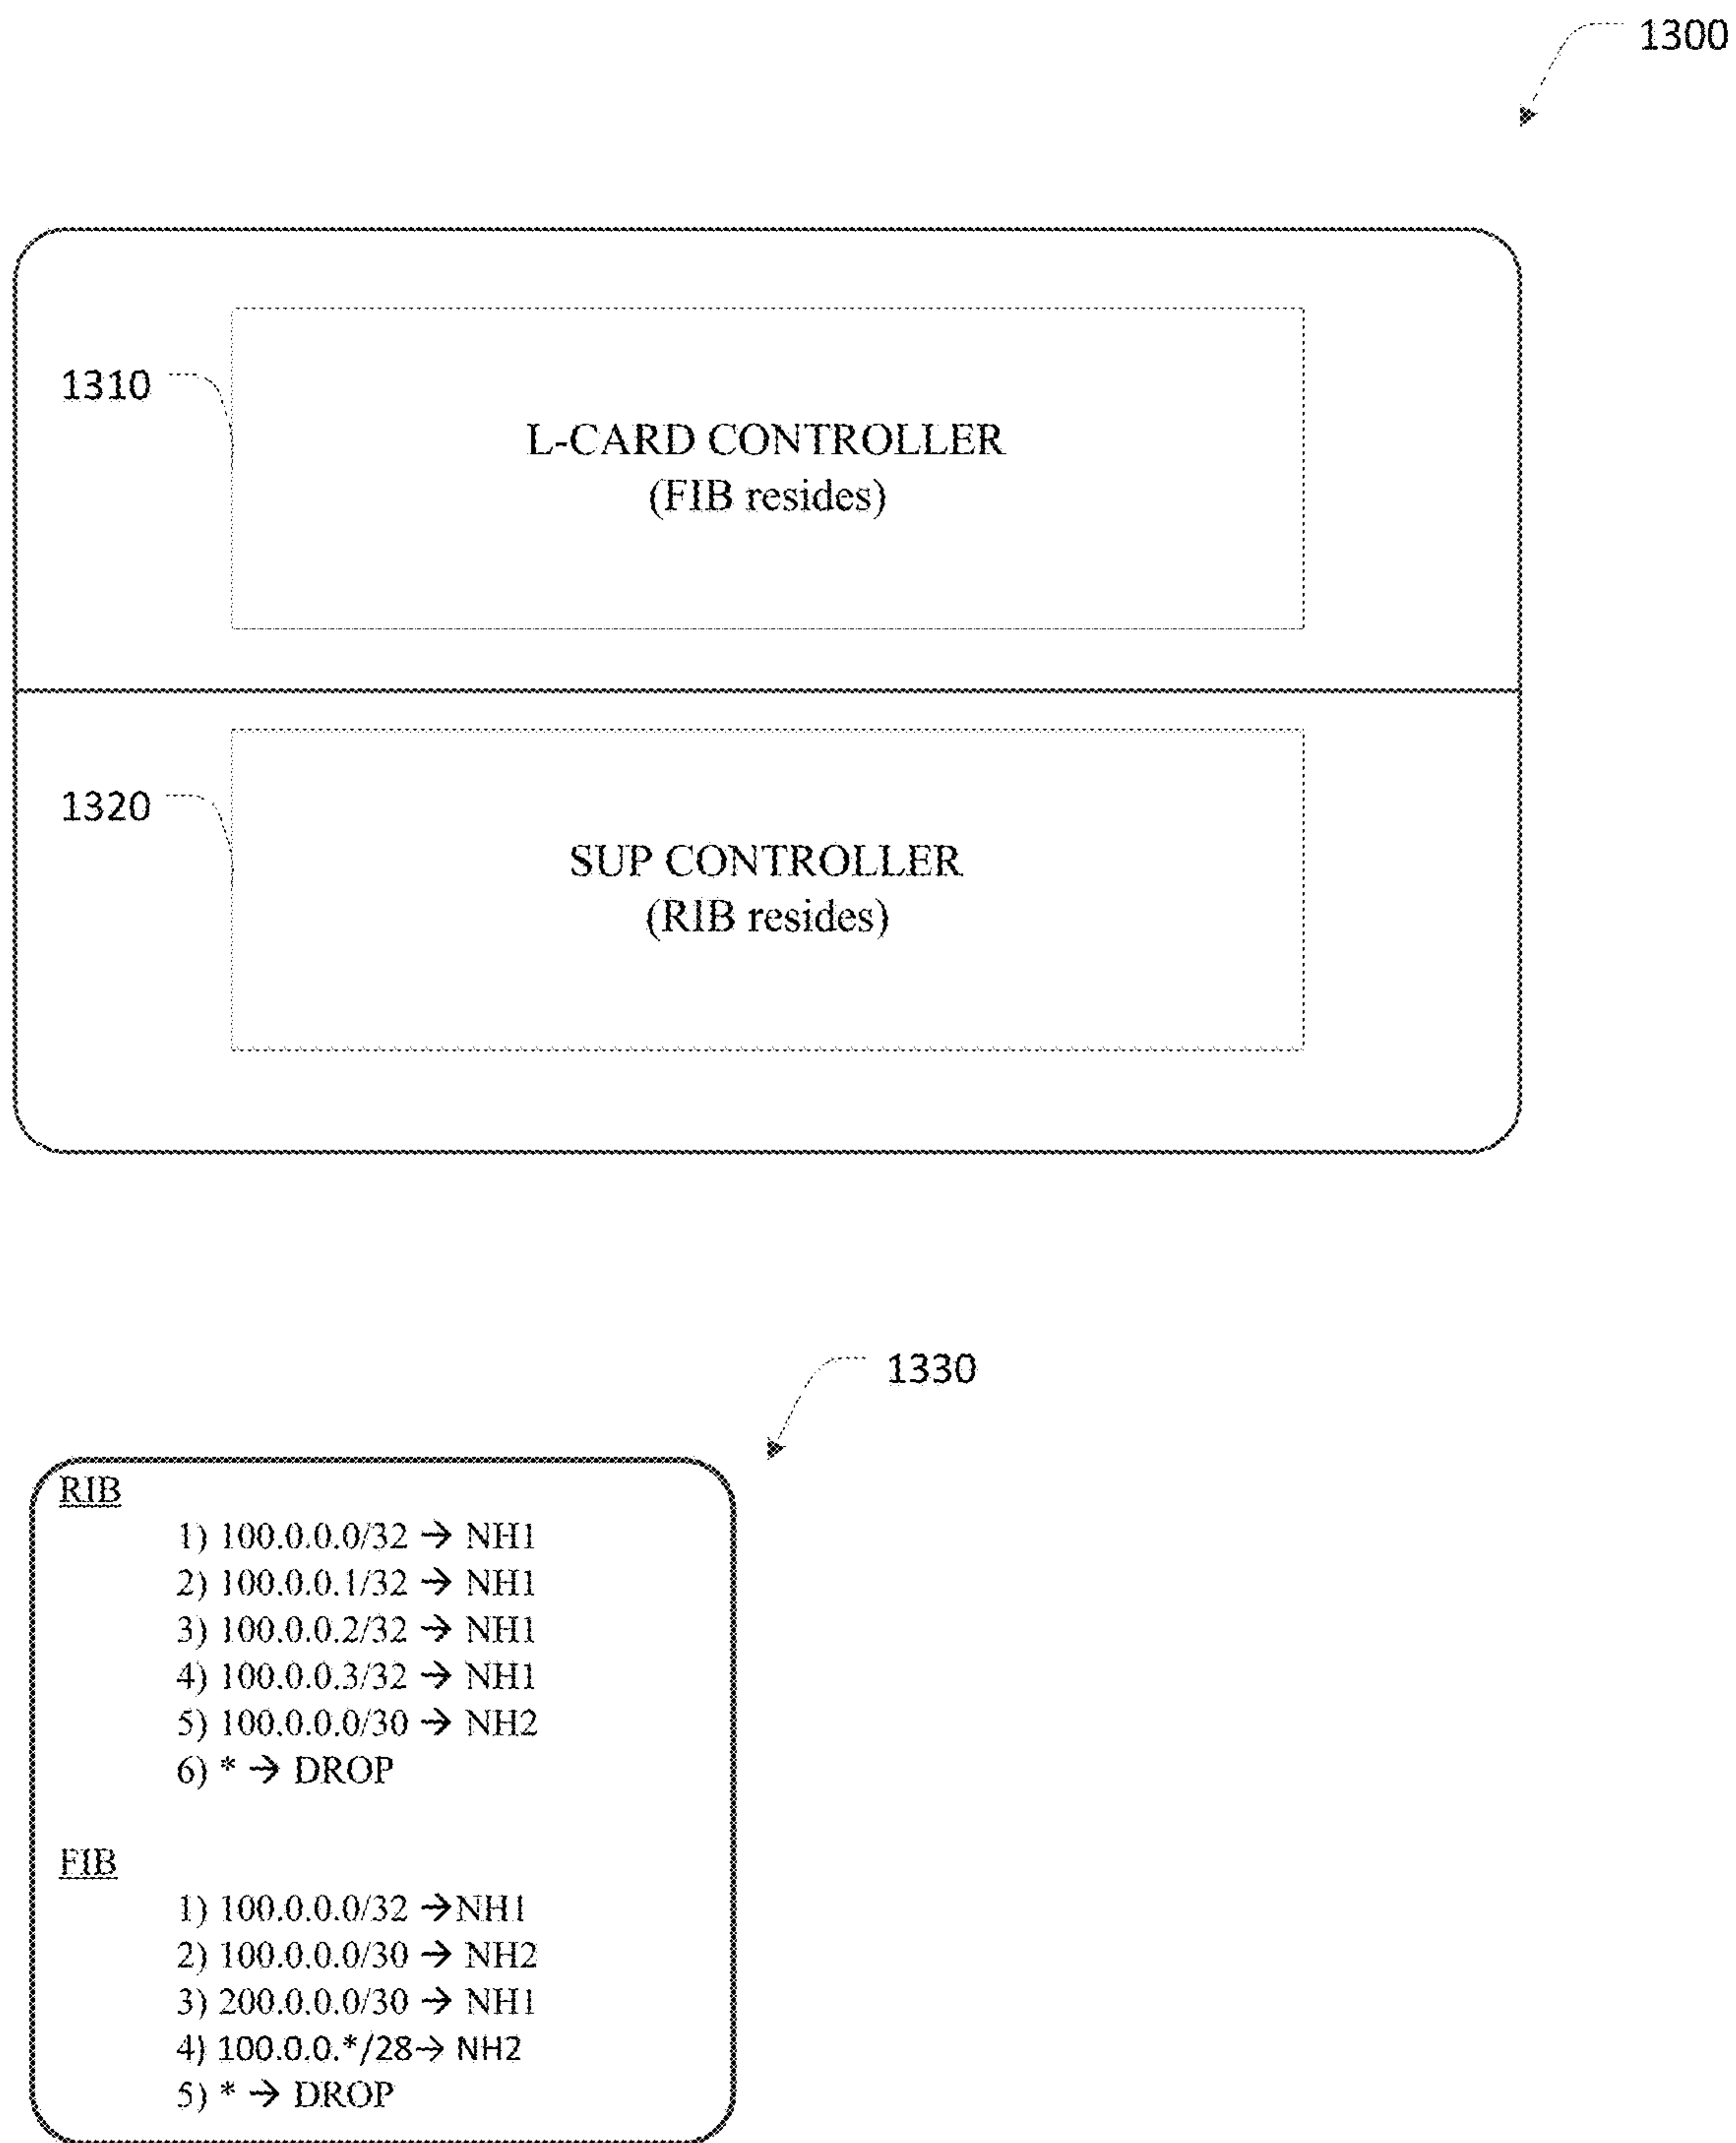 1300
1310
L-CARD CONTROLLER
(FIB resides)
1320
SUP CONTROLLER
(RIB resides)
1330
RIB
1) 100.0.0.0/32 → NH1
2) 100.0.0.1/32 → NH1
3) 100.0.0.2/32 → NH1
4) 100.0.0.3/32 → NH1
5) 100.0.0.0/30 → NH2
6) * → DROP
FIB
1) 100.0.0.0/32 →NH1
2) 100.0.0.0/30 → NH2
3) 200.0.0.0/30 → NH1
4) 100.0.0.*/28→ NH2
5) * → DROP